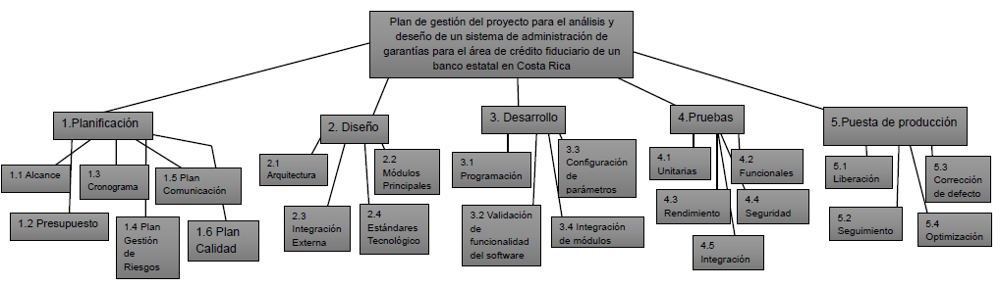 Plan de gestión del proyecto para el análisis y
deseño de un sistema de administración de
garantías para el área de crédito fiduciario de un
banco estatal en Costa Rica
1.Planificación
1.1 Alcance
1.2 Presupuesto
1.3
Cronograma
1.4 Plan
Gestión
de
Riesgos
1.5 Plan
Comunicación
1.6 Plan
Calidad
2. Diseño
2.1
Arquitectura
2.2
Módulos
Principales
2.3
Integración
Externa
2.4
Estándares
Tecnológico
3. Desarrollo
3.1
Programación
3.2 Validación
de
funcionalidad
del software
3.3
Configuración
de
parámetros
3.4 Integración
de módulos
4.Pruebas
4.1
Unitarias
4.2
Funcionales
4.3
Rendimiento
4.4
Seguridad
4.5
Integración
5.Puesta de producción
5.1
Liberación
5.2
Seguimiento
5.3
Corrección
de defecto
5.4
Optimización